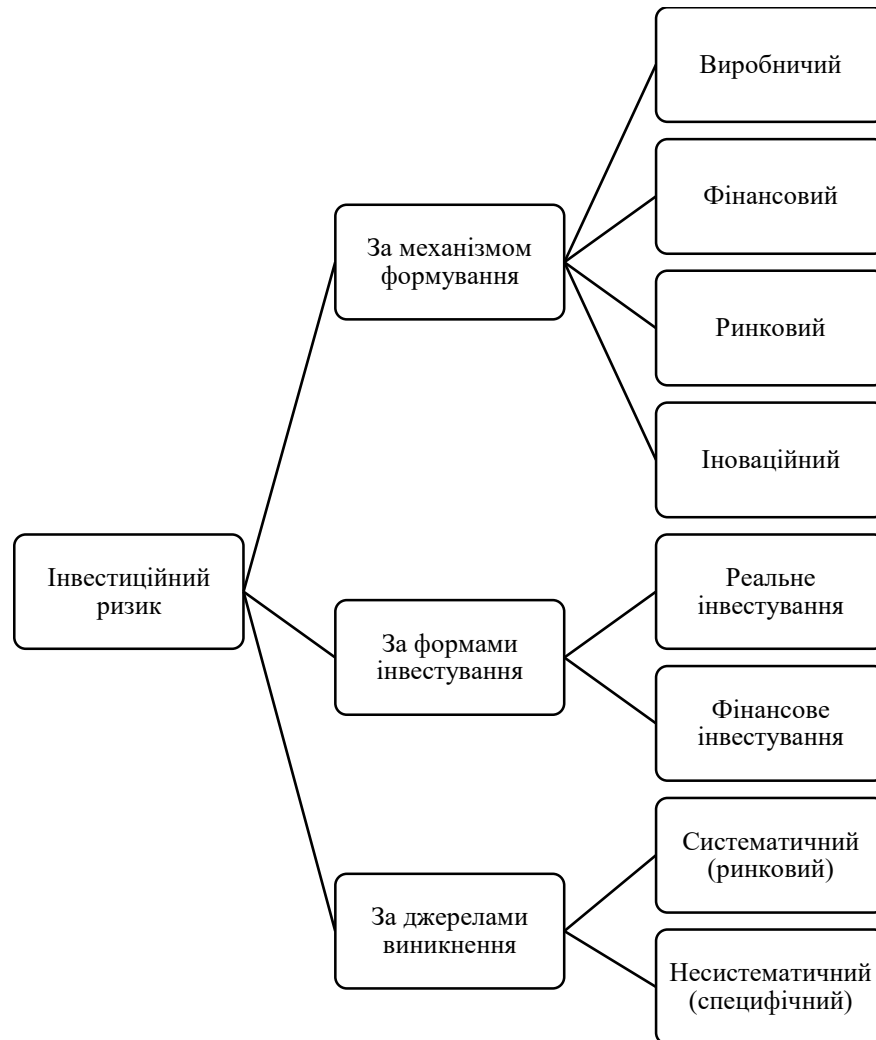 Виробничий
Фінансовий
За механізмом
формування
Ринковий
Іноваційний
Інвестиційний
ризик
Реальне
інвестування
За формами
інвестування
Фінансове
інвестування
Систематичний
(ринковий)
За джерелами
виникнення
Несистематичний
(специфічний)